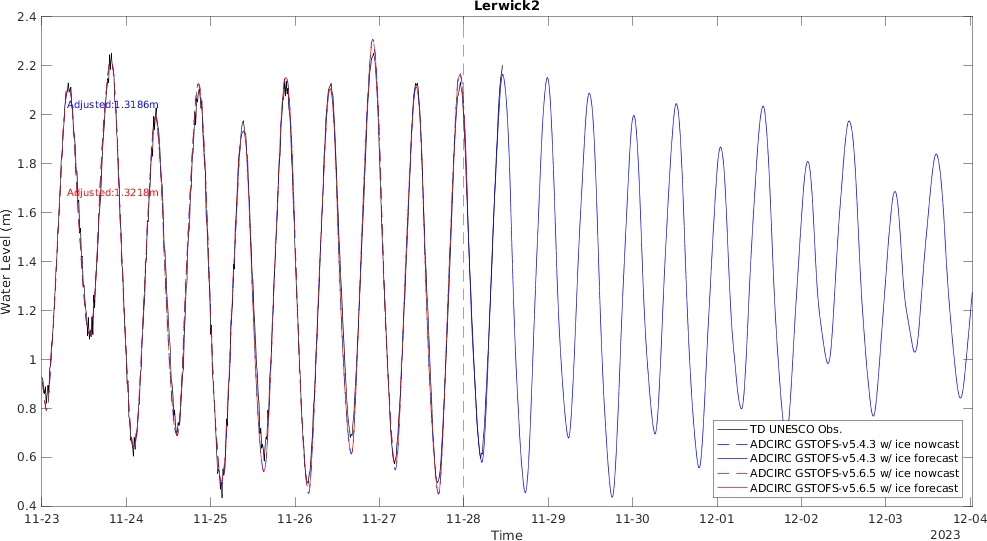 Lerwick2
2.4
2.2
2
1.8
1.6
1.4
1.2
1
0.8
0.6
0.4
Water Level (m)
Adjusted:1.3186m
Adjusted:1.3218m
TD UNESCO Obs.
ADCIRC GSTOFS-v5.4.3 w/ ice nowcast
ADCIRC GSTOFS-v5.4.3 w/ ice forecast
ADCIRC GSTOFS-v5.6.5 w/ ice nowcast
ADCIRC GSTOFS-v5.6.5 w/ ice forecast
11-23 11-24 11-25 11-26 11-27 11-28 11-29 11-30 12-01 12-02 12-03 12-04
Time
2023